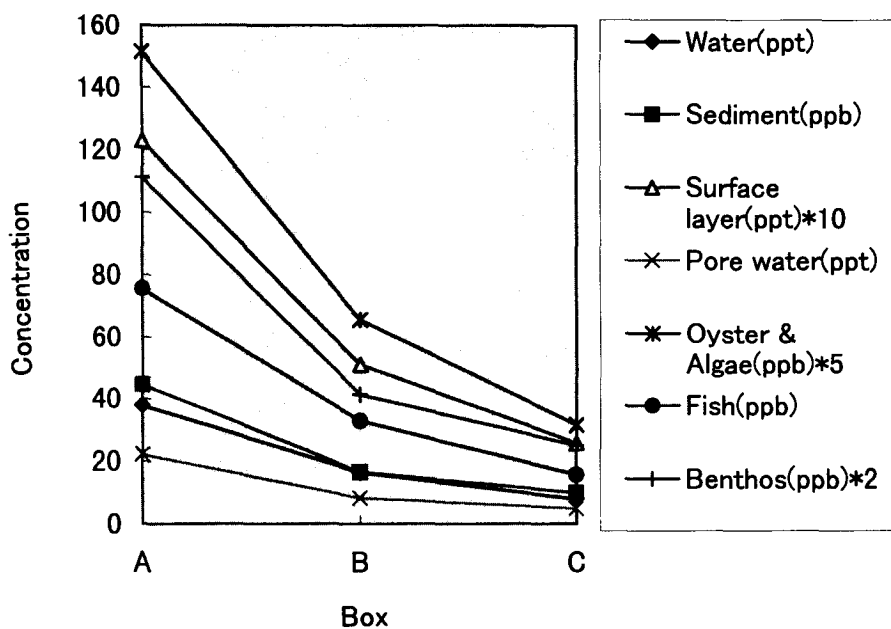 160
140
120
100
80
60
40
20
0
Concentration
A B C
Box
Water(ppt)
Sediment(ppb)
Surface
layer(ppt)*10
Pore water(ppt)
Oyster &
Algae(ppb)*5
Fish(ppb)
Benthos(ppb)*2